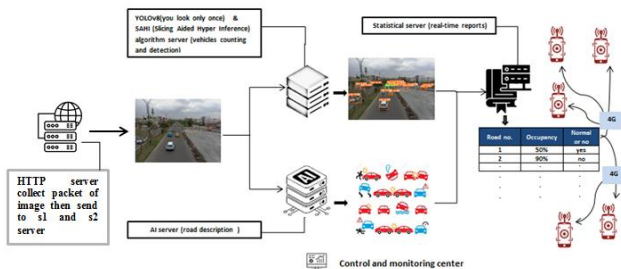 YOLOv8(you look only once) &
SAHI (Slicing Aided Hyper Inference)
algorithm server (vehicles counting
and detection)
Statistical server (real-time reports)
HTTP server
collect packet of
image then send
to s1 and s2
server
AI
AI server (road description )
Road no. Occupancy Normal or no
1 50% yes
2 90% no
4G
4G
Control and monitoring center